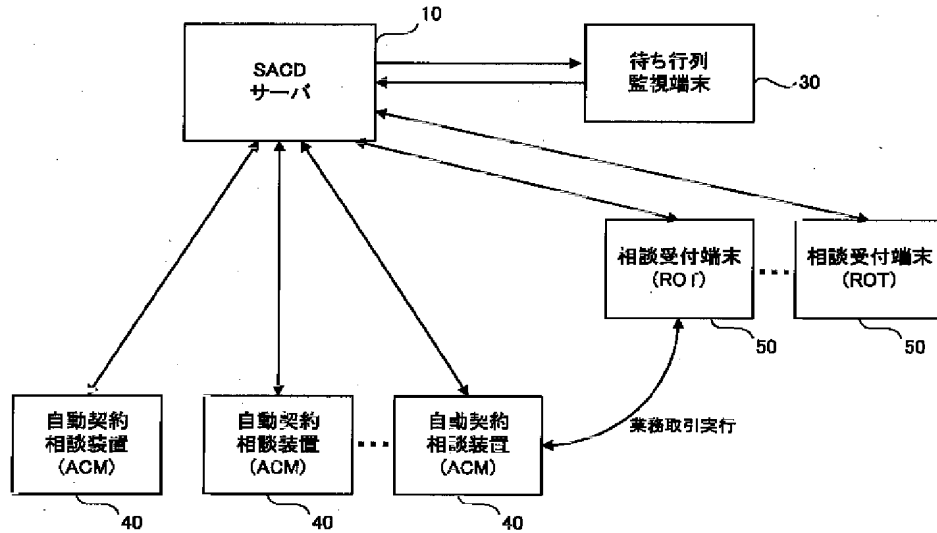 10
SACD
サーバ
待ち行列
監視端末
30
相談受付端末
(ROT)
相談受付端末
(ROT)
50
50
自動契約
相談装置
(ACM)
自動契約
相談装置
(ACM)
自動契約
相談装置
(ACM)
業務取引実行
40
40
40